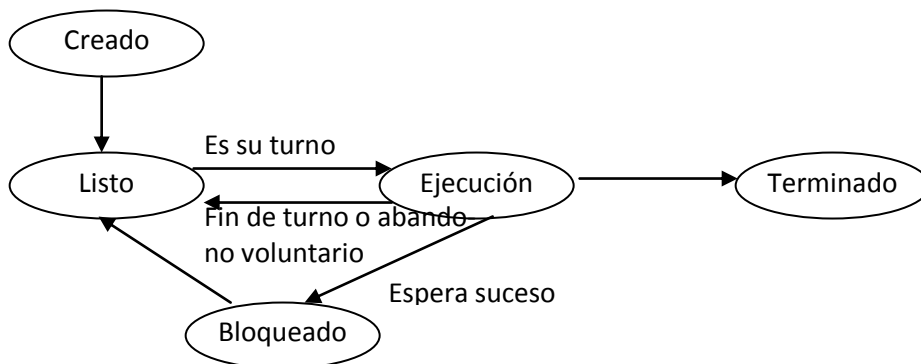 Creado
Es su turno
Listo
Ejecución
Terminado
Fin de turno o abando
no voluntario
Espera suceso
Bloqueado